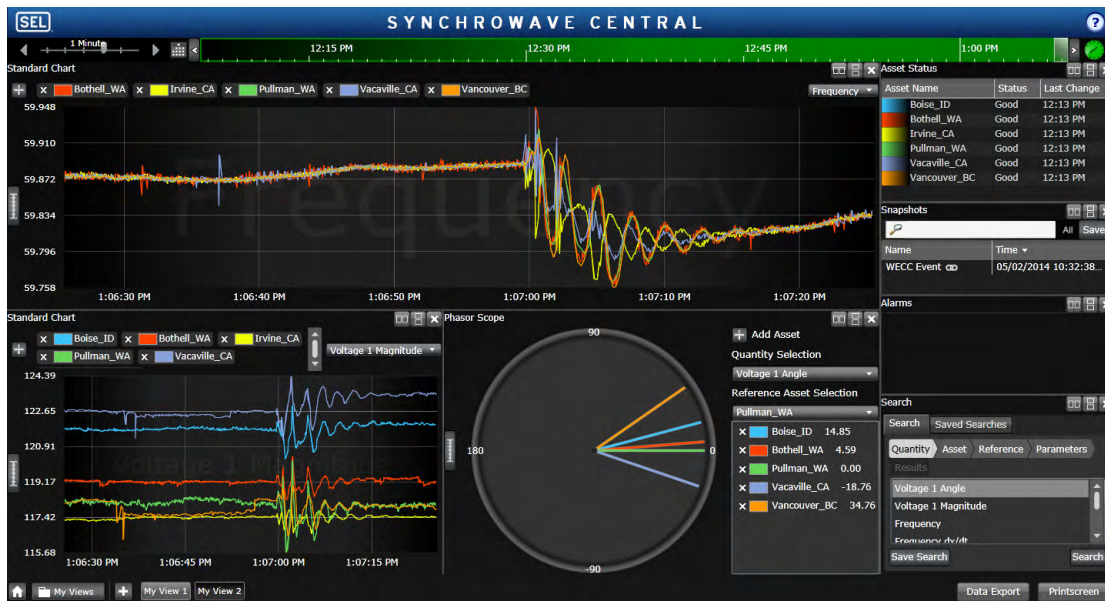 SEL SYNCHROWAVE CENTRAL ?
1 Minute 12:15 PM 12:30 PM 12:45 PM 1:00 PM
Standard Chart
Bothell_WA Irvine_CA Pullman_WA Vacaville_CA Vancouver_BC Frequency
Frequency
59.948
59.910
59.872
59.834
59.796
59.758
1:06:30 PM 1:06:40 PM 1:06:50 PM 1:07:00 PM 1:07:10 PM 1:07:20 PM
Asset Status
Asset Name Status Last Change
Boise_ID Good 12:13 PM
Bothell_WA Good 12:13 PM
Irvine_CA Good 12:13 PM
Pullman_WA Good 12:13 PM
Vacaville_CA Good 12:13 PM
Vancouver_BC Good 12:13 PM
Snapshots
All Save
Name Time
WECC Event 05/02/2014 10:32:38...
Alarms
Standard Chart
Boise_ID Bothell_WA Irvine_CA
Pullman_WA Vacaville_CA
Voltage 1 Magnitude
Voltage 1 Magnitude
124.39
122.65
120.91
119.17
117.42
115.68
1:06:30 PM 1:06:45 PM 1:07:00 PM 1:07:15 PM
Phasor Scope
90
180
0
-90
Add Asset
Quantity Selection
Voltage 1 Angle
Reference Asset Selection
Pullman_WA
Boise_ID 14.85
Bothell_WA 4.59
Pullman_WA 0.00
Vacaville_CA -18.76
Vancouver_BC 34.76
Search
Search Saved Searches
Quantity Asset Reference Parameters
Results
Voltage 1 Angle
Voltage 1 Magnitude
Frequency
Frequency dv/dt
Save Search Search
My Views My View 1 My View 2 Data Export Printscreen